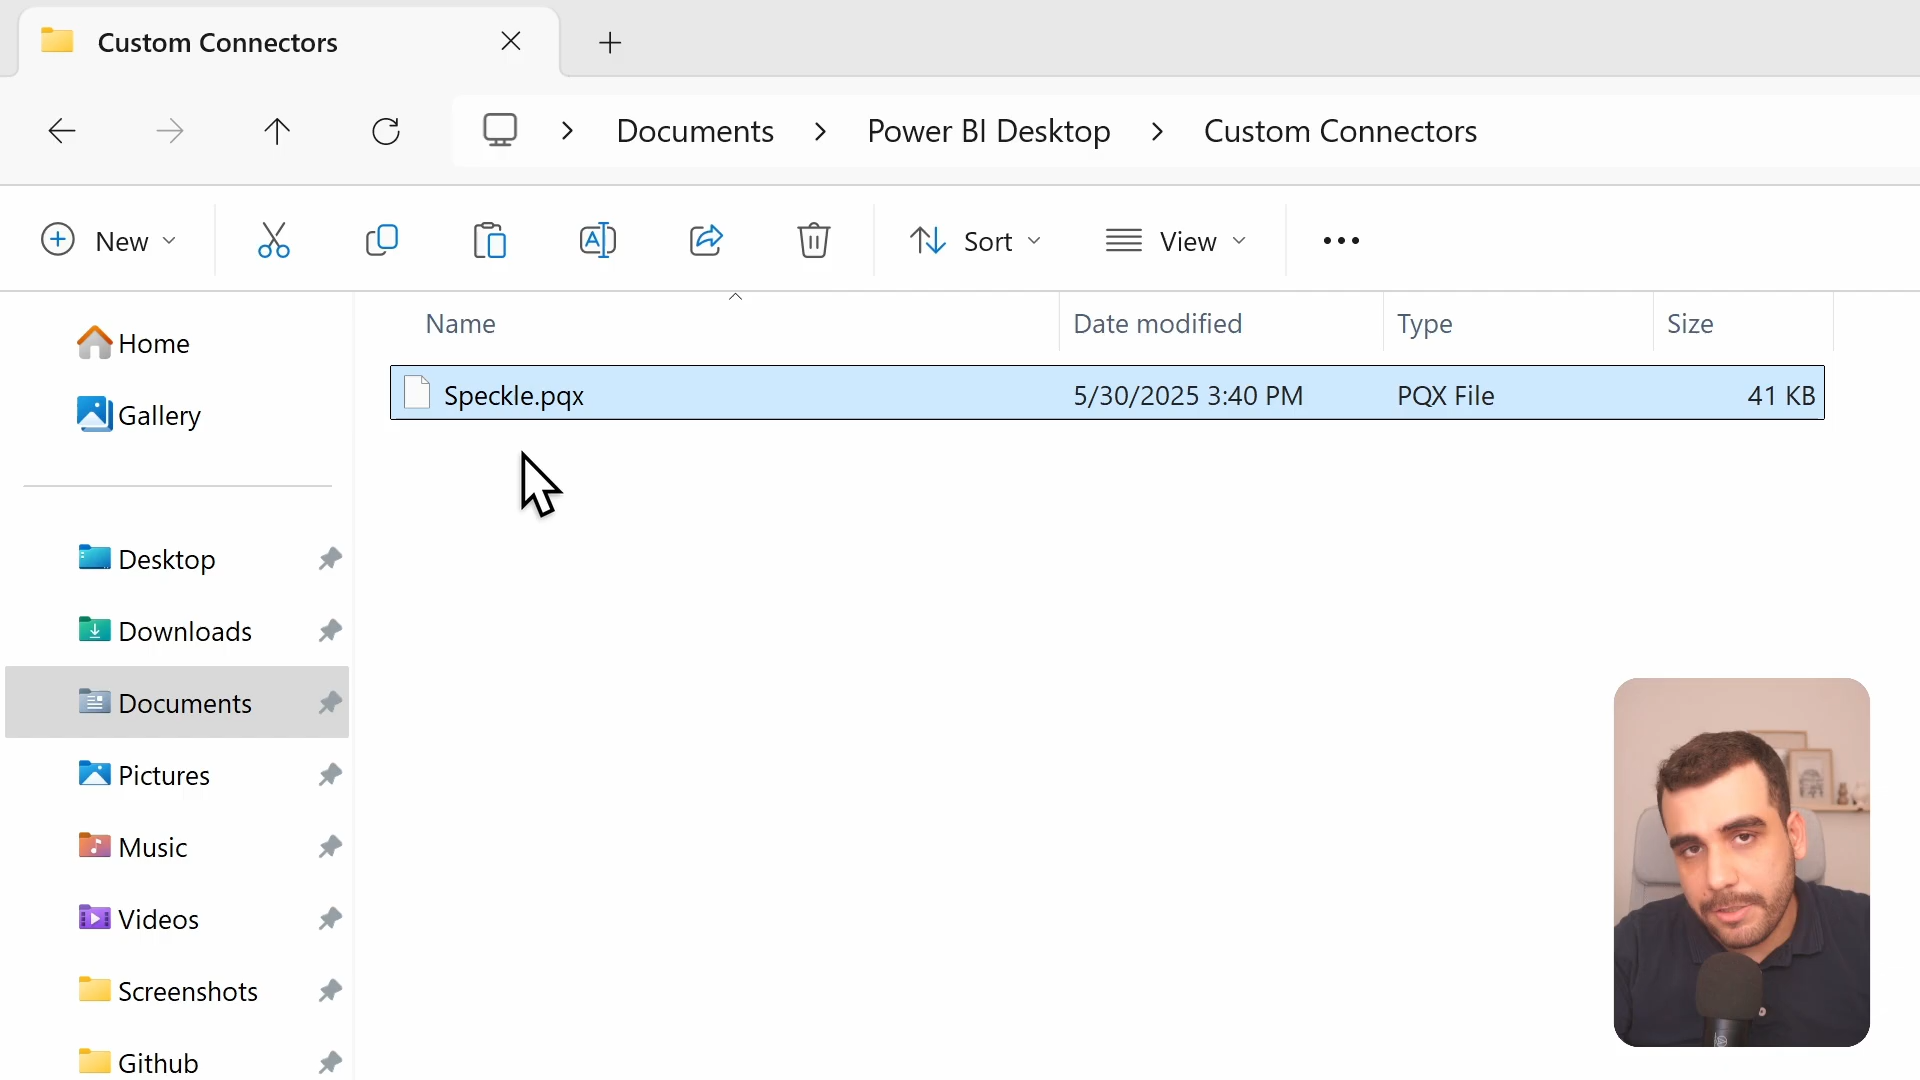 Custom Connectors
Documents Power BI Desktop Custom Connectors
New Sort View
Name Date modified Type Size
Speckle.pqx 5/30/2025 3:40 PM PQX File 41 KB
Home
Gallery
Desktop
Downloads
Documents
Pictures
Music
Videos
Screenshots
Github